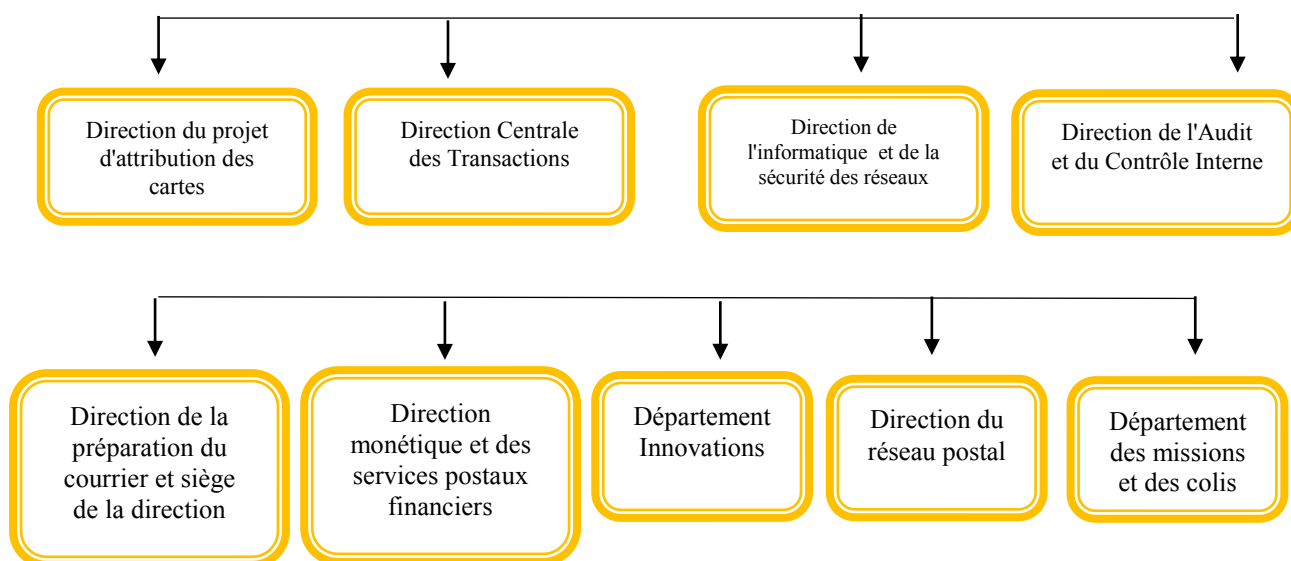 Direction du projet
d'attribution des
cartes
Direction Centrale
des Transactions
Direction de
l'informatique et de la
sécurité des réseaux
Direction de l'Audit
et du Contrôle Interne
Direction de la
préparation du
courrier et siège
de la direction
Direction
monétique et des
services postaux
financiers
Département
Innovations
Direction du
réseau postal
Département
des missions
et des colis